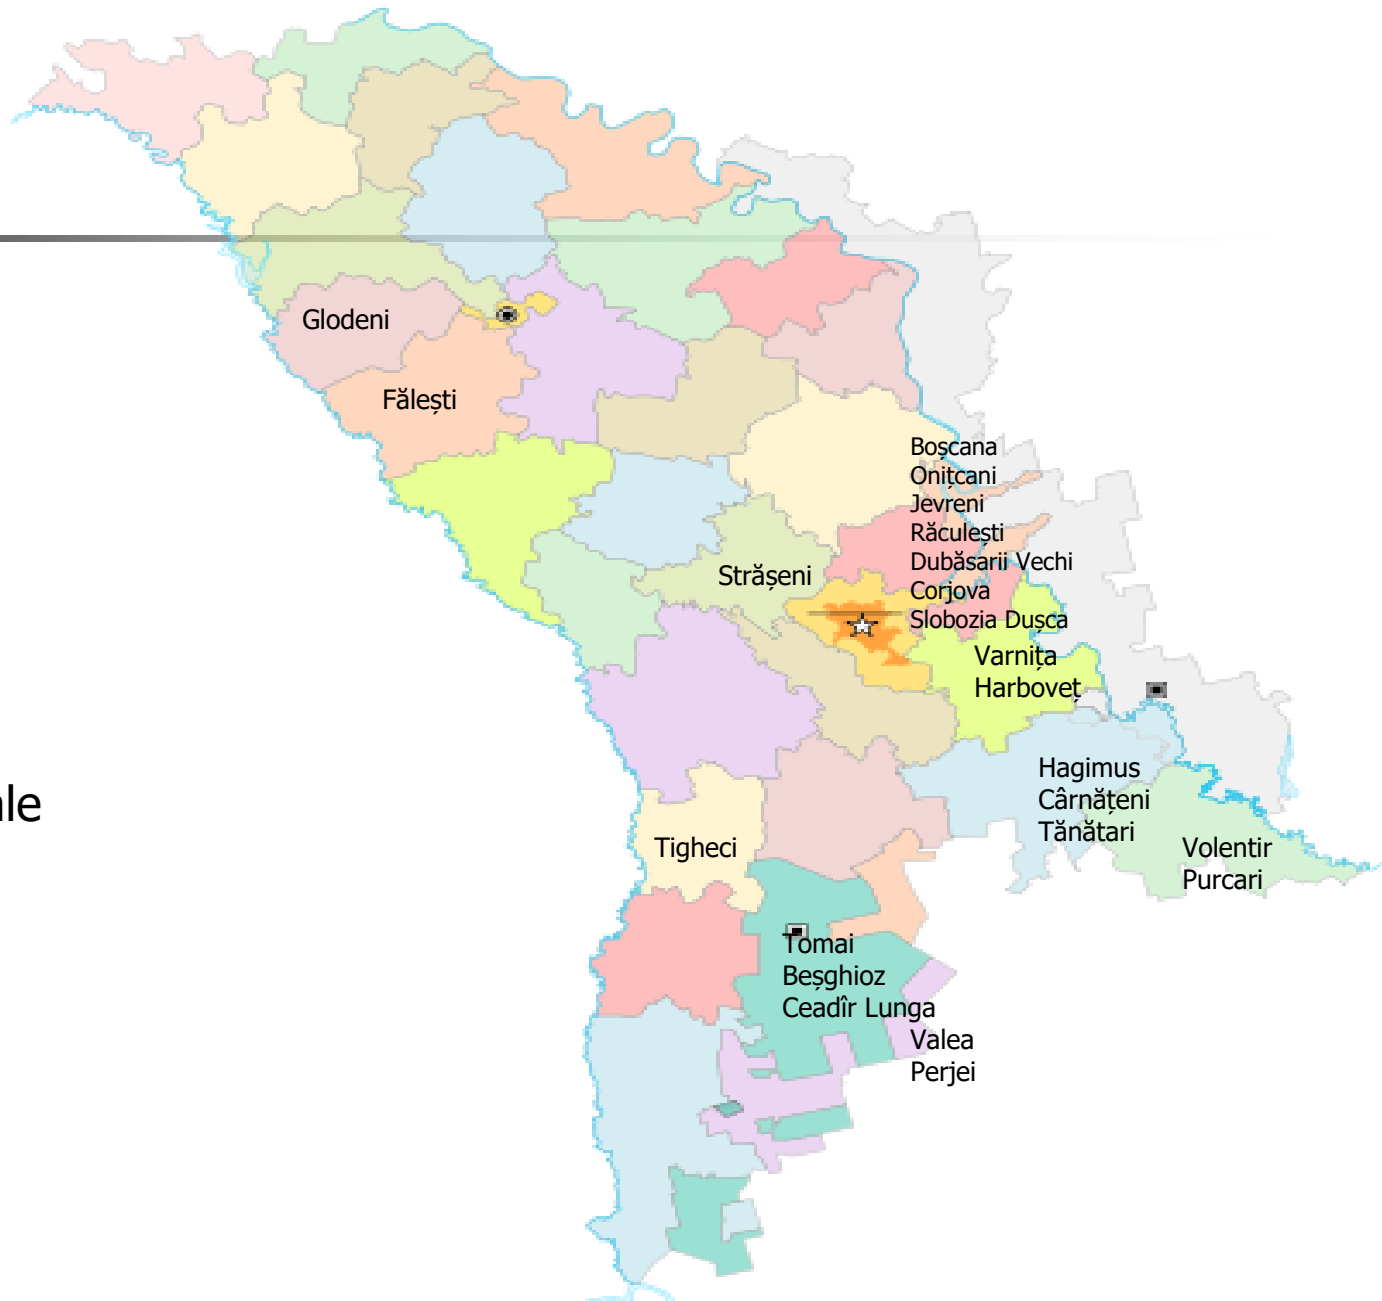 Glodeni
Fălești
Boșcana
Onițcani
Jevreni
Răculești
Dubăsarii Vechi
Corjova
Slobozia Dușca
Strășeni
Varnița
Harboveț
Hagimus
Cârnățeni
Tănătari
ale
Tigheci
Volentir
Purcari
Tomai
Beșghioz
Ceadîr Lunga
Valea
Perjei